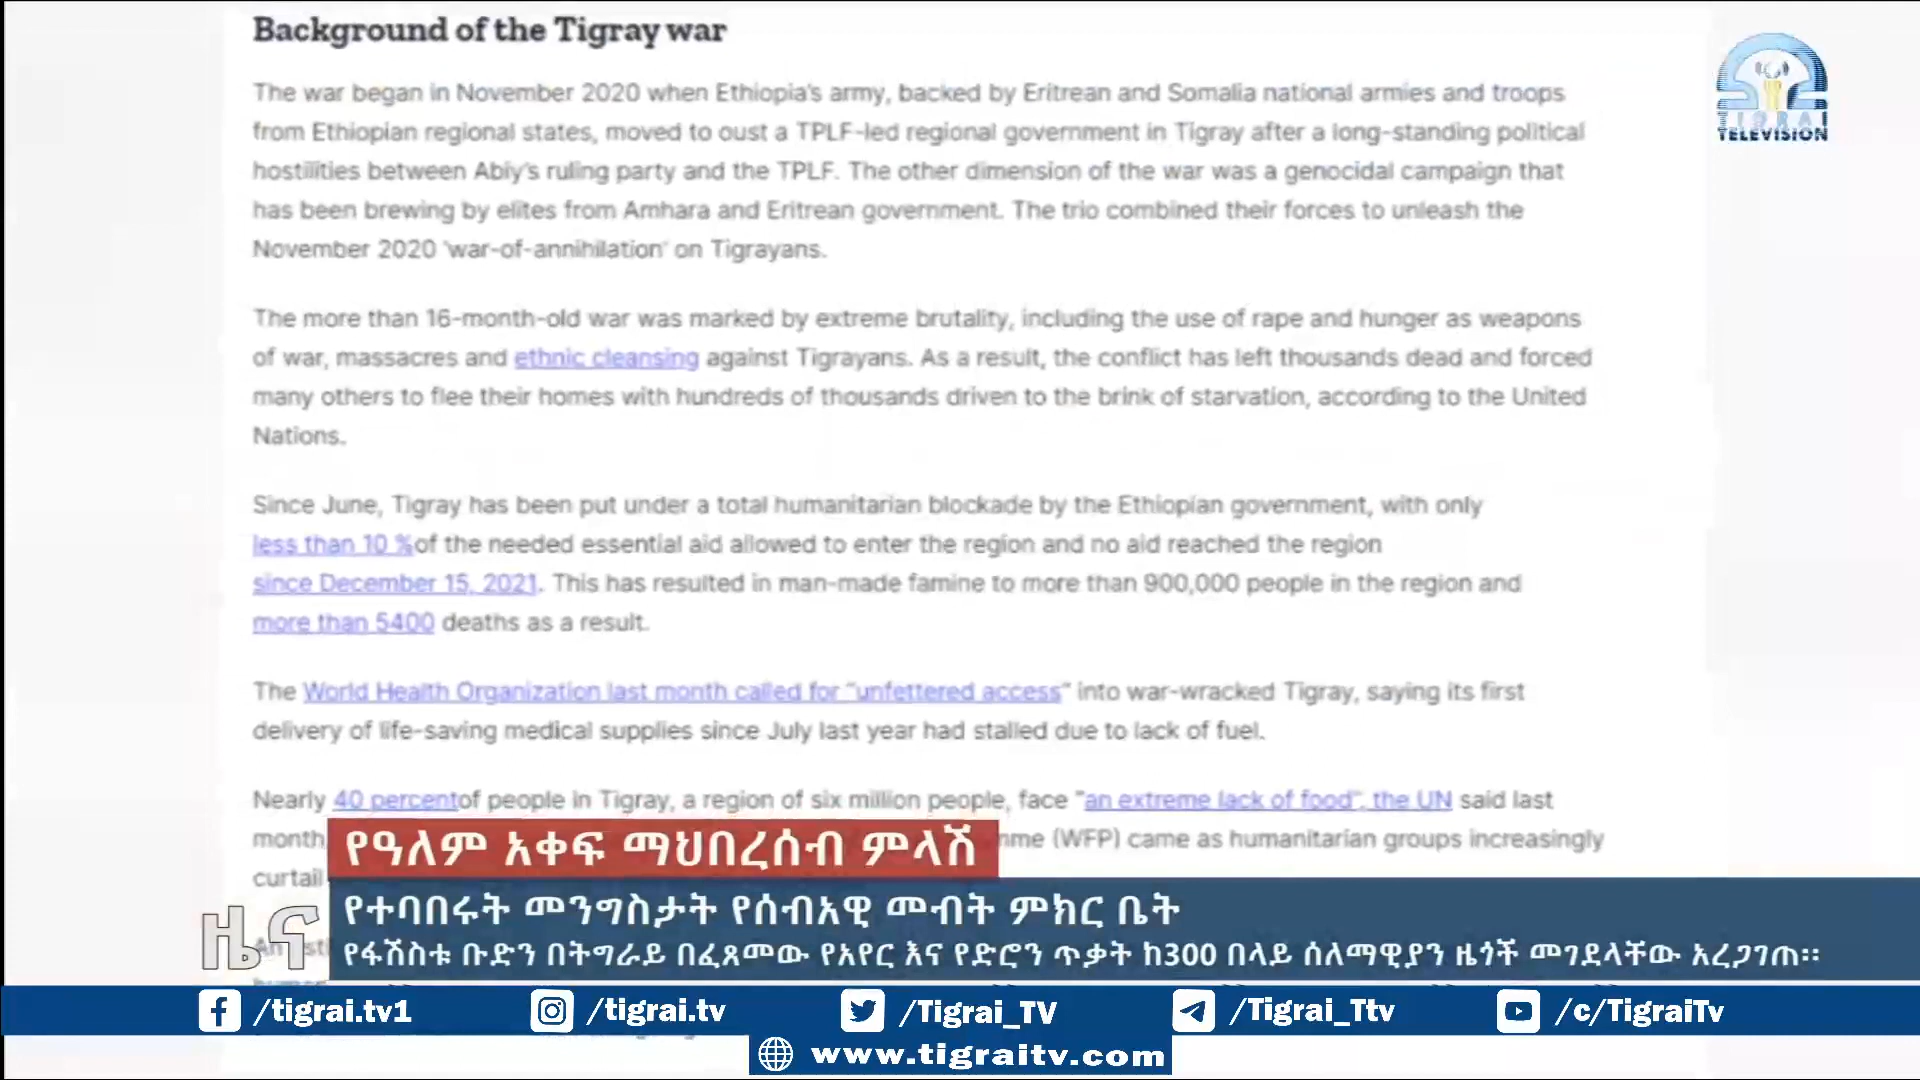 Background of the Tigray war
TIGRAI
TELEVISION
The war began in November 2020 when Ethiopia's army, backed by Eritrean and Somalia national armies and troops
from Ethiopian regional states, moved to oust a TPLF-led regional government in Tigray after a long-standing political
hostilities between Abiy's ruling party and the TPLF. The other dimension of the war was a genocidal campaign that
has been brewing by elites from Amhara and Eritrean government. The trio combined their forces to unleash the
November 2020 'war-of-annihilation' on Tigrayans.
The more than 16-month-old war was marked by extreme brutality, including the use of rape and hunger as weapons
of war, massacres and ethnic cleansing against Tigrayans. As a result, the conflict has left thousands dead and forced
many others to flee their homes with hundreds of thousands driven to the brink of starvation, according to the United
Nations.
Since June, Tigray has been put under a total humanitarian blockade by the Ethiopian government, with only
less than 10 %of the needed essential aid allowed to enter the region and no aid reached the region
since December 15, 2021. This has resulted in man-made famine to more than 900,000 people in the region and
more than 5400 deaths as a result.
The World Health Organization last month called for "unfettered access" into war-wracked Tigray, saying its first
delivery of life-saving medical supplies since July last year had stalled due to lack of fuel.
Nearly 40 percentof people in Tigray, a region of six million people, face "an extreme lack of food", the UN said last
month (WFP) came as humanitarian groups increasingly
curtail
የዓለም አቀፍ ማህበረሰብ ምላሽ
ዜና
የተባበሩት መንግስታት የሰብአዊ መብት ምክር ቤት
የፋሽስቱ ቡድን በትግራይ በፈጸመው የአየር እና የድሮን ጥቃት ከ300 በላይ ሰለማዊያን ዜጎች መገደላቸው አረጋገጠ፡፡
/tigrai.tv1 /tigrai.tv /Tigrai_TV /Tigrai_Ttv /c/TigraiTv
www.tigraitv.com